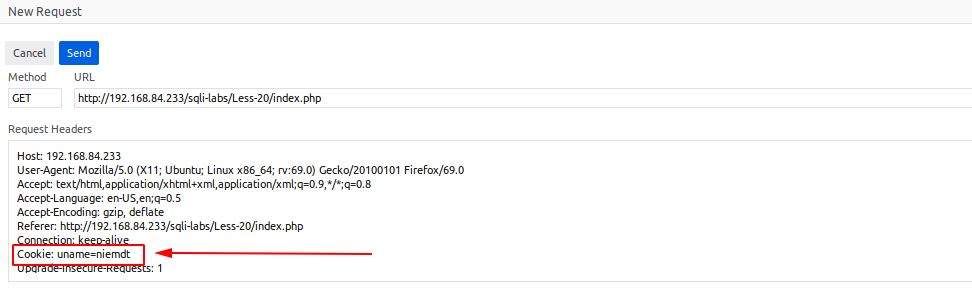 New Request
Cancel Send
Method URL
GET http://192.168.84.233/sqli-labs/Less-20/index.php
Request Headers
Host: 192.168.84.233
User-Agent: Mozilla/5.0 (X11; Ubuntu; Linux x86_64; rv:69.0) Gecko/20100101 Firefox/69.0
Accept: text/html,application/xhtml+xml,application/xml;q=0.9,*/*;q=0.8
Accept-Language: en-US,en;q=0.5
Accept-Encoding: gzip, deflate
Referer: http://192.168.84.233/sqli-labs/Less-20/index.php
Connection: keep-alive
Cookie: uname=niemdt
Upgrade-Insecure-Requests: 1